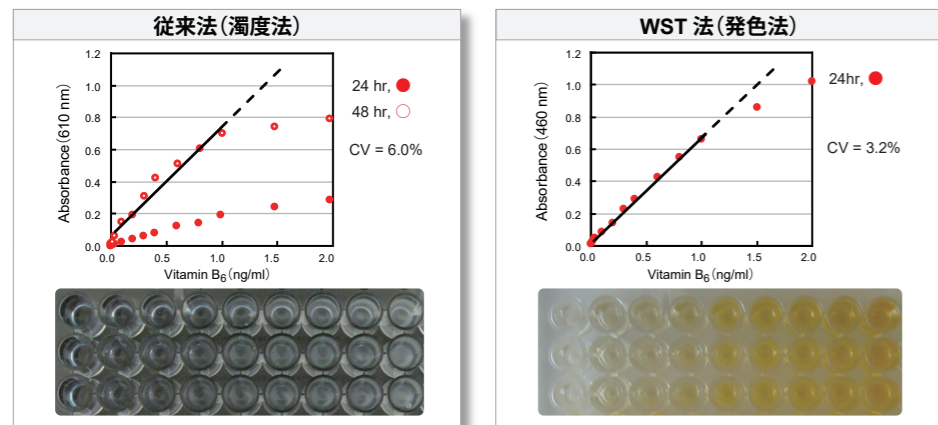 従来法（濁度法）
1.2
1.0
0.8
0.6
0.4
0.2
0.0
Absorbance（610 nm）
0.0 0.5 1.0 1.5 2.0
Vitamin B₆（ng/ml）
24 hr, ●
48 hr, ○
CV = 6.0%
WST 法（発色法）
1.2
1.0
0.8
0.6
0.4
0.2
0.0
Absorbance（460 nm）
0.0 0.5 1.0 1.5 2.0
Vitamin B₆（ng/ml）
24hr, ●
CV = 3.2%